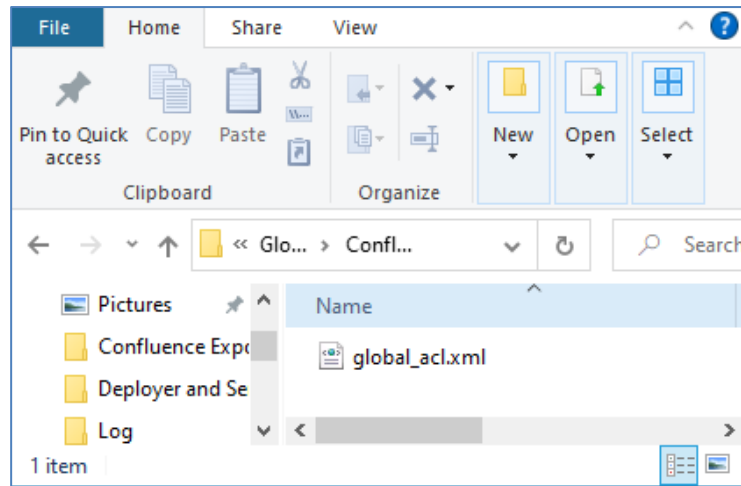 File Home Share View ?
Pin to Quick access
Copy
Paste
W...
New
Open
Select
Clipboard
Organize
« Glo... > Confl...
Search
Pictures
Name
Confluence Expo
global_acl.xml
Deployer and Se
Log
1 item